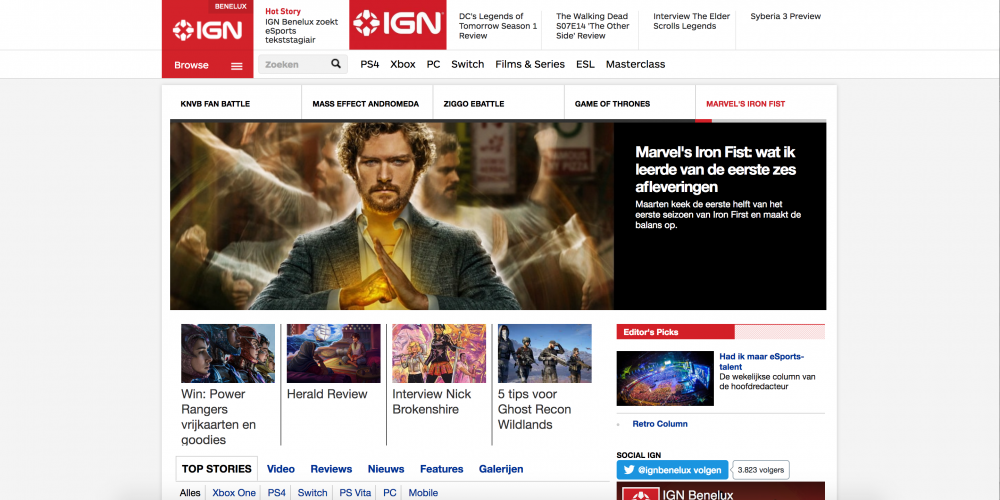 BENELUX
IGN
Hot Story
IGN Benelux zoekt
eSports
tekststagiair
IGN
DC's Legends of
Tomorrow Season 1
Review
The Walking Dead
S07E14 'The Other
Side' Review
Interview The Elder
Scrolls Legends
Syberia 3 Preview
Browse
Zoeken
PS4 Xbox PC Switch Films & Series ESL Masterclass
KNVB FAN BATTLE MASS EFFECT ANDROMEDA ZIGGO EBATTLE GAME OF THRONES MARVEL'S IRON FIST
Marvel's Iron Fist: wat ik
leerde van de eerste zes
afleveringen
Maarten keek de eerste helft van het
eerste seizoen van Iron First en maakt de
balans op.
Win: Power
Rangers
vrijkaarten en
goodies
Herald Review
Interview Nick
Brokenshire
5 tips voor
Ghost Recon
Wildlands
Editor's Picks
Had ik maar eSports-
talent
De wekelijkse column van
de hoofdredacteur
Retro Column
SOCIAL IGN
@ignbenelux volgen 3.823 volgers
IGN Benelux
TOP STORIES Video Reviews Nieuws Features Galerijen
Alles Xbox One PS4 Switch PS Vita PC Mobile